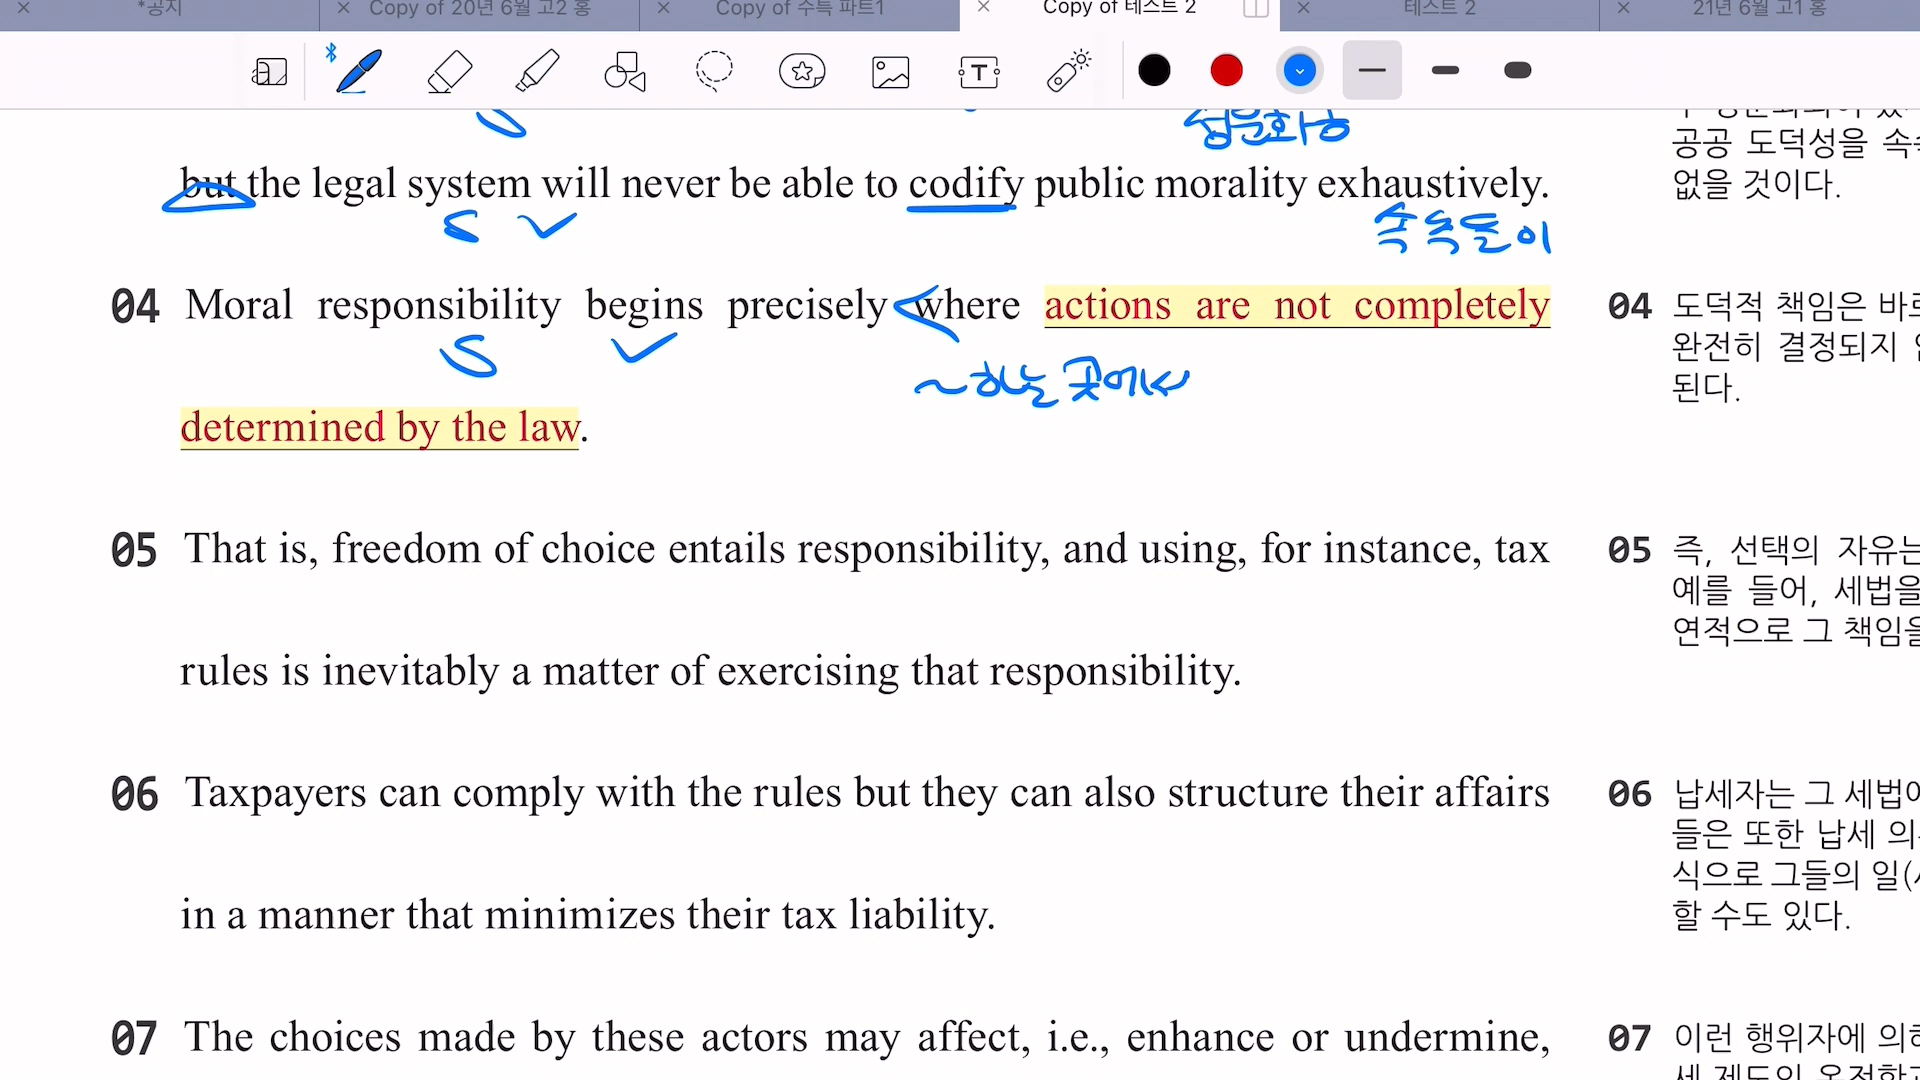 *공지
Copy of 20년 6월 고2 홍
Copy of 수특 파트1
Copy of 테스트 2
테스트 2
21년 6월 고1 홍
성문화하
but the legal system will never be able to codify public morality exhaustively.
S
속속들이
04 Moral responsibility begins precisely where actions are not completely
S
~하는 곳에서
determined by the law.
05 That is, freedom of choice entails responsibility, and using, for instance, tax
rules is inevitably a matter of exercising that responsibility.
06 Taxpayers can comply with the rules but they can also structure their affairs
in a manner that minimizes their tax liability.
07 The choices made by these actors may affect, i.e., enhance or undermine,
공공 도덕성을 속
없을 것이다.
04 도덕적 책임은 바
완전히 결정되지
된다.
05 즉, 선택의 자유는
예를 들어, 세법을
연적으로 그 책임을
06 납세자는 그 세법에
들은 또한 납세 의
식으로 그들의 일(
할 수도 있다.
07 이런 행위자에 의해